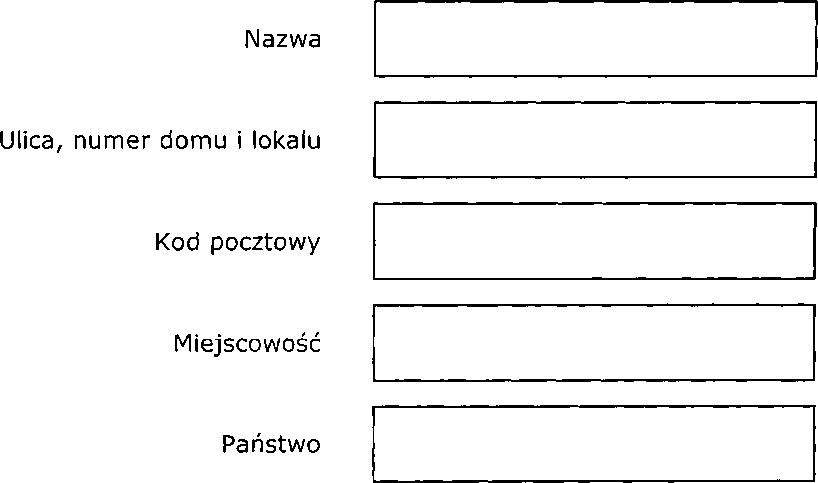 Nazwa
Ulica, numer domu i lokalu
Kod pocztowy
Miejscowość
Państwo